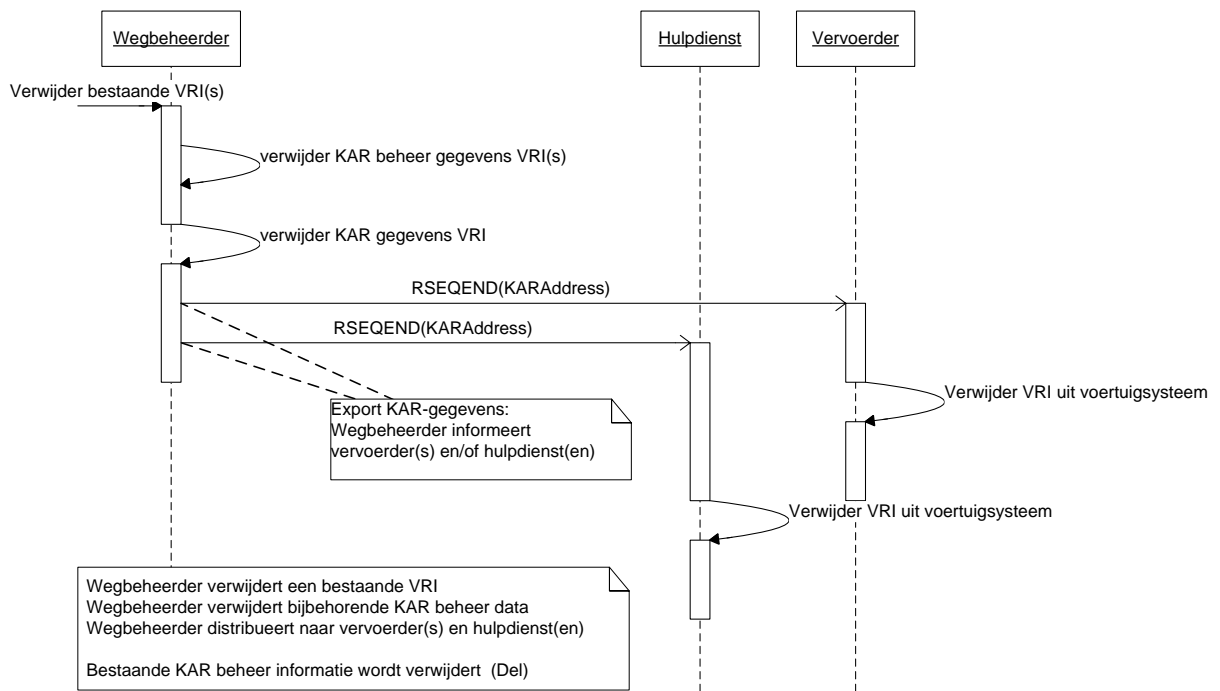 Wegbeheerder
Hulpdienst
Vervoerder
Verwijder bestaande VRI(s)
verwijder KAR beheer gegevens VRI(s)
verwijder KAR gegevens VRI
RSEQEND(KARAddress)
RSEQEND(KARAddress)
Verwijder VRI uit voertuigsysteem
Export KAR-gegevens:
Wegbeheerder informeert
vervoerder(s) en/of hulpdienst(en)
Verwijder VRI uit voertuigsysteem
Wegbeheerder verwijdert een bestaande VRI
Wegbeheerder verwijdert bijbehorende KAR beheer data
Wegbeheerder distribueert naar vervoerder(s) en hulpdienst(en)
Bestaande KAR beheer informatie wordt verwijdert (Del)